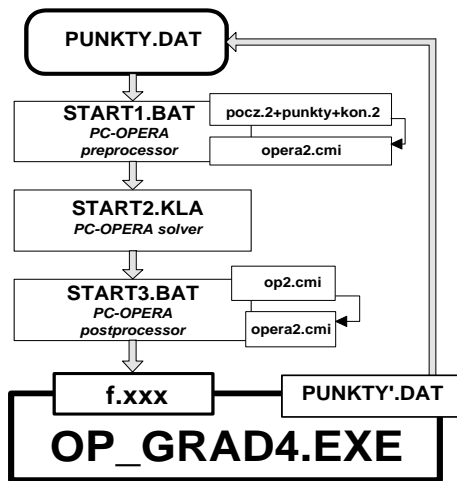 PUNKTY.DAT
START1.BAT
PC-OPERA
preprocessor
pocz.2+punkty+kon.2
opera2.cmi
START2.KLA
PC-OPERA solver
START3.BAT
PC-OPERA
postprocessor
op2.cmi
opera2.cmi
f.xxx
PUNKTY'.DAT
OP_GRAD4.EXE